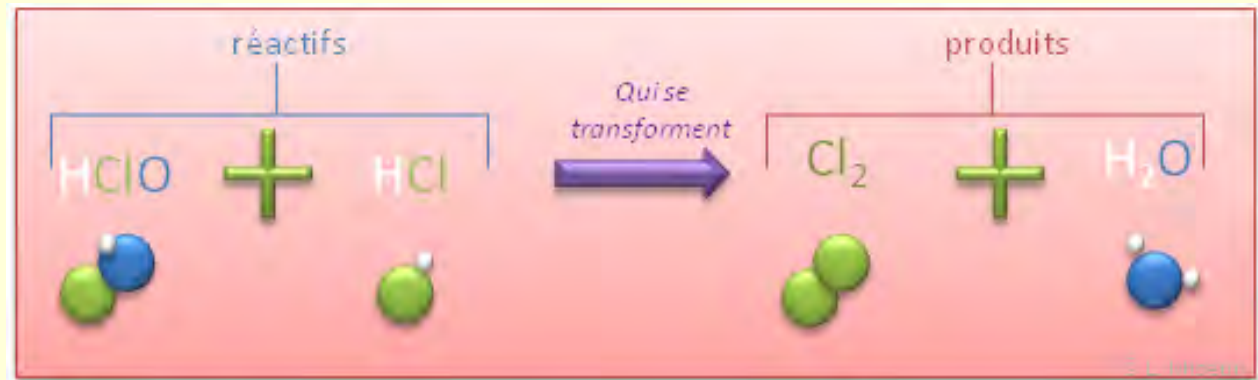 réactifs
produits
Qui se
transforment
HClO + HCl Cl₂ + H₂O